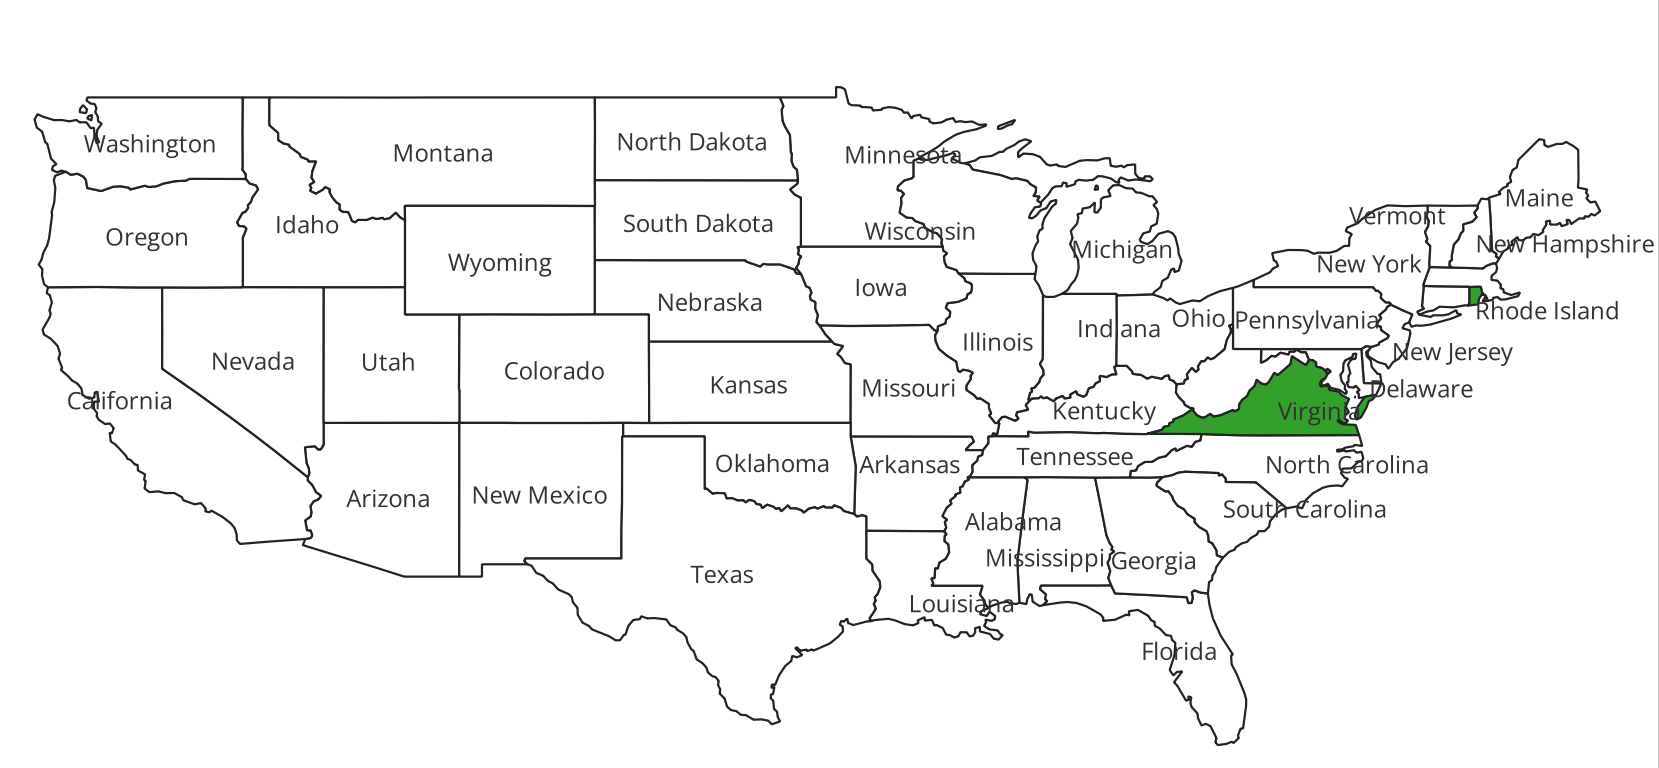 Washington
Montana
North Dakota
Minnesota
Maine
Oregon
Idaho
South Dakota
Wisconsin
Vermont
New Hampshire
Wyoming
Michigan
New York
Nebraska
Iowa
Rhode Island
Illinois
Indiana
Ohio
Pennsylvania
Nevada
Utah
Colorado
New Jersey
California
Kansas
Missouri
Delaware
Kentucky
Virginia
Oklahoma
Arkansas
Tennessee
North Carolina
Arizona
New Mexico
South Carolina
Alabama
Mississippi
Georgia
Texas
Louisiana
Florida